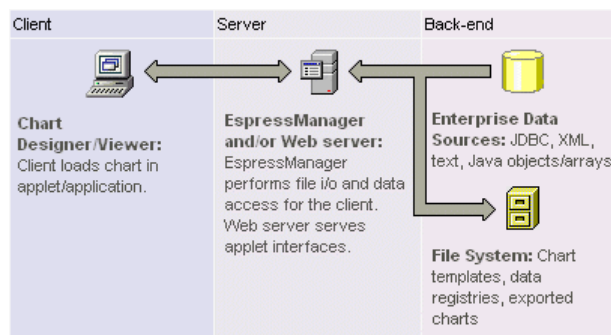 Client
Server
Back-end
Chart
Designer/Viewer:
Client loads chart in
applet/application.
EspressManager
and/or Web server:
EspressManager
performs file i/o and data
access for the client.
Web server serves
applet interfaces.
Enterprise Data
Sources: JDBC, XML,
text, Java objects/arrays
File System: Chart
templates, data
registries, exported
charts